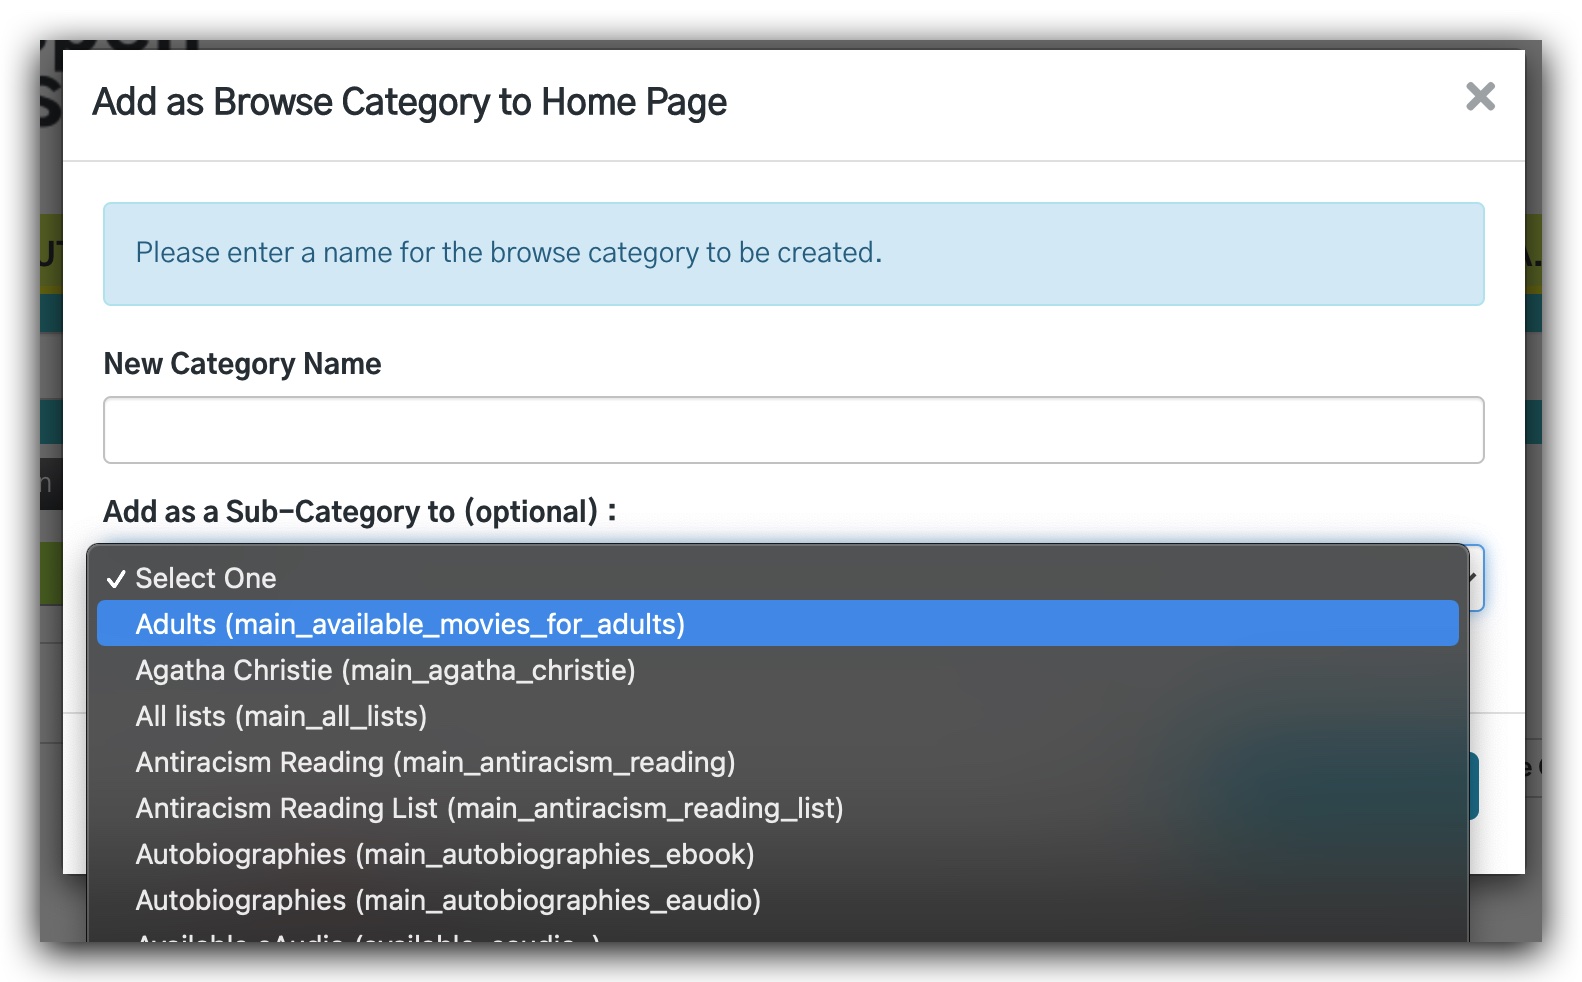 Add as Browse Category to Home Page
Please enter a name for the browse category to be created.
New Category Name
Add as a Sub-Category to (optional) :
Select One
Adults (main_available_movies_for_adults)
Agatha Christie (main_agatha_christie)
All lists (main_all_lists)
Antiracism Reading (main_antiracism_reading)
Antiracism Reading List (main_antiracism_reading_list)
Autobiographies (main_autobiographies_ebook)
Autobiographies (main_autobiographies_eaudio)